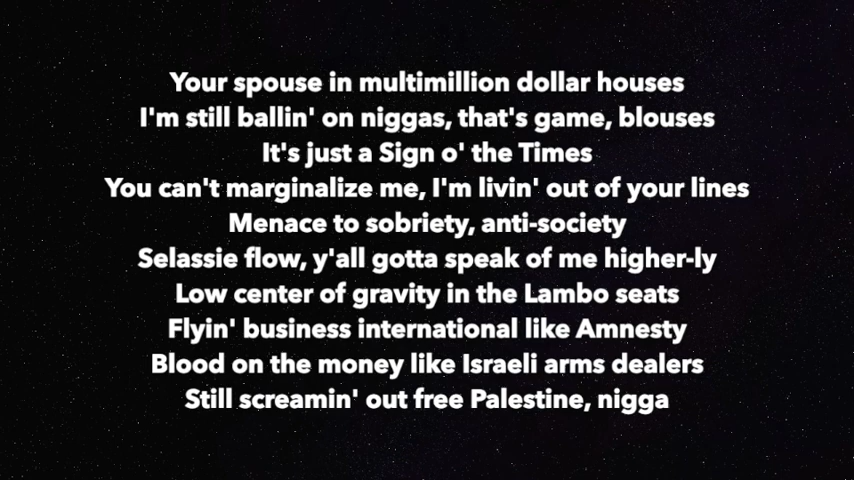 Your spouse in multimillion dollar houses
I'm still ballin' on niggas, that's game, blouses
It's just a Sign o' the Times
You can't marginalize me, I'm livin' out of your lines
Menace to sobriety, anti-society
Selassie flow, y'all gotta speak of me higher-ly
Low center of gravity in the Lambo seats
Flyin' business international like Amnesty
Blood on the money like Israeli arms dealers
Still screamin' out free Palestine, nigga